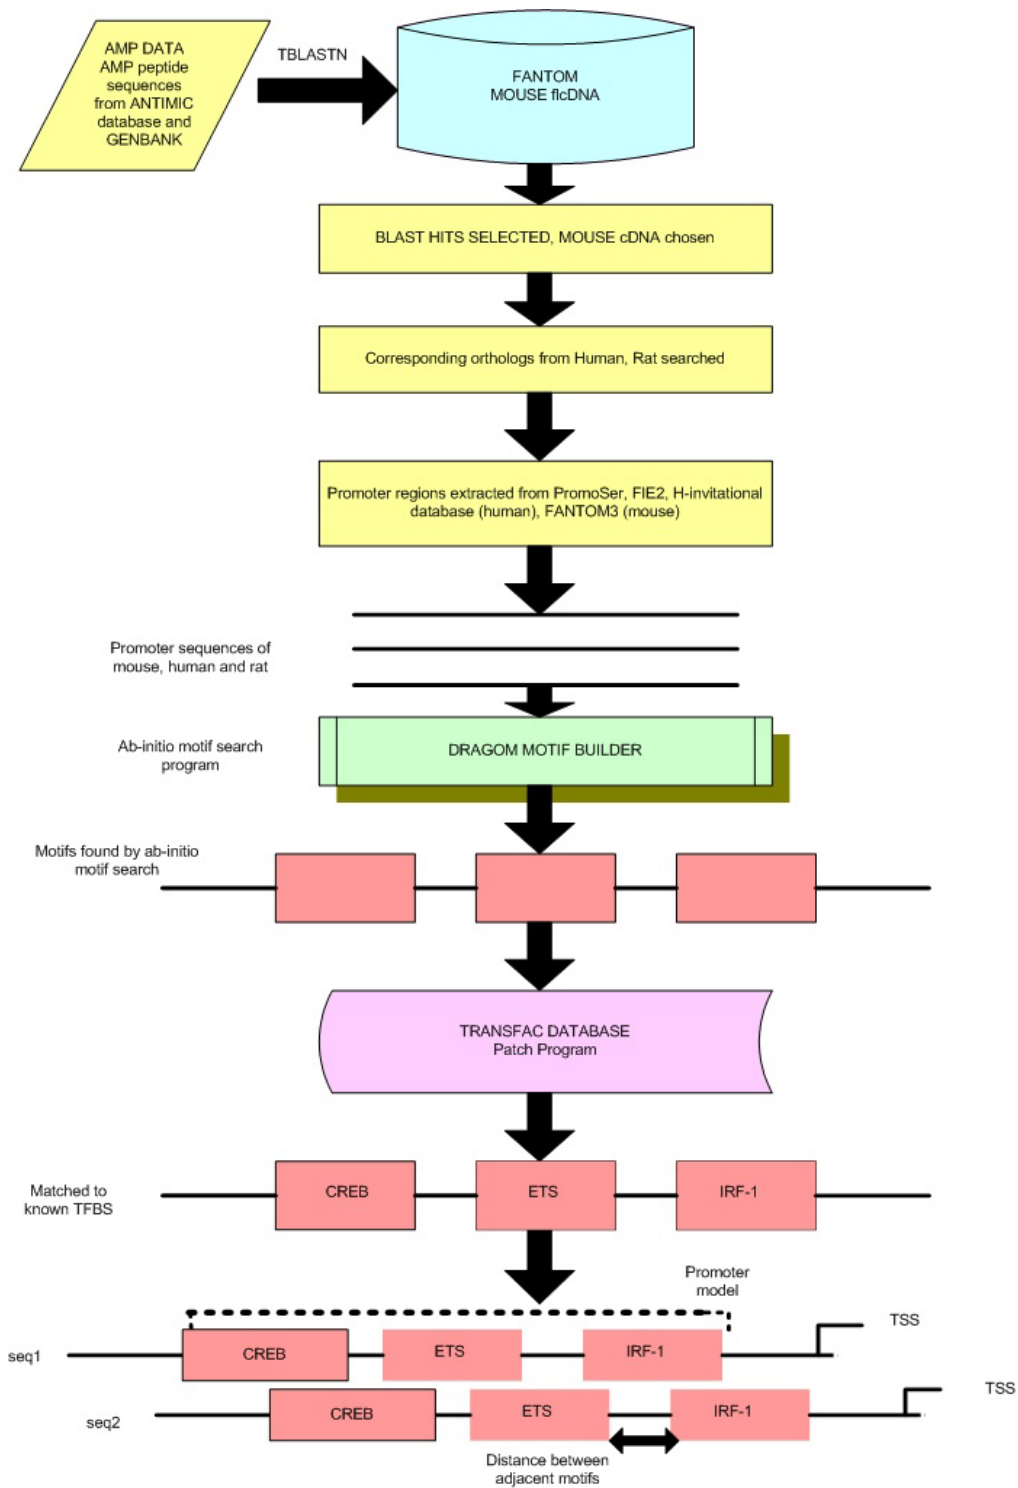 AMP DATA
AMP peptide
sequences
from ANTIMIC
database and
GENBANK
TBLASTN
FANTOM
MOUSE flcDNA
BLAST HITS SELECTED, MOUSE cDNA chosen
Corresponding orthologs from Human, Rat searched
Promoter regions extracted from PromoSer, FIE2, H-invitational
database (human), FANTOM3 (mouse)
Promoter sequences of
mouse, human and rat
Ab-initio motif search
program
DRAGOM MOTIF BUILDER
Motifs found by ab-initio
motif search
TRANSFAC DATABASE
Patch Program
Matched to
known TFBS
CREB
ETS
IRF-1
Promoter
model
seq1
CREB
ETS
IRF-1
TSS
seq2
CREB
ETS
IRF-1
TSS
Distance between
adjacent motifs